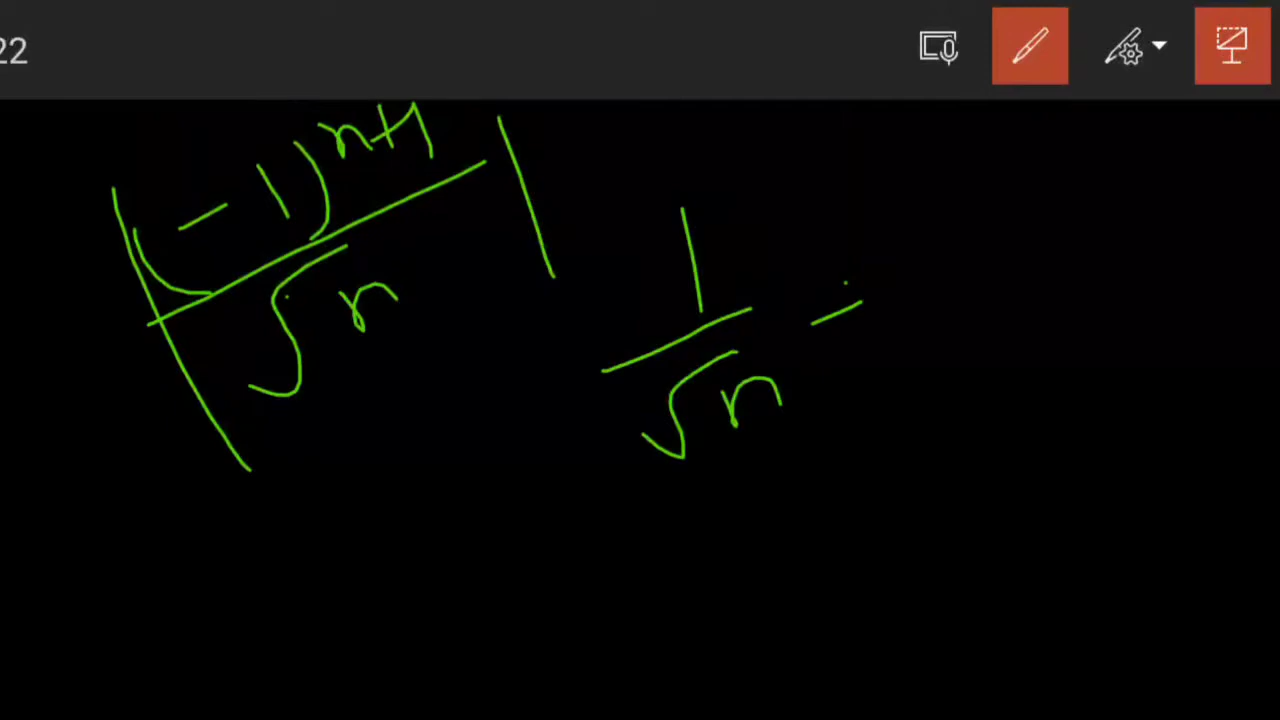 22
|(-1)^{n+1}/√n| 1/√n -